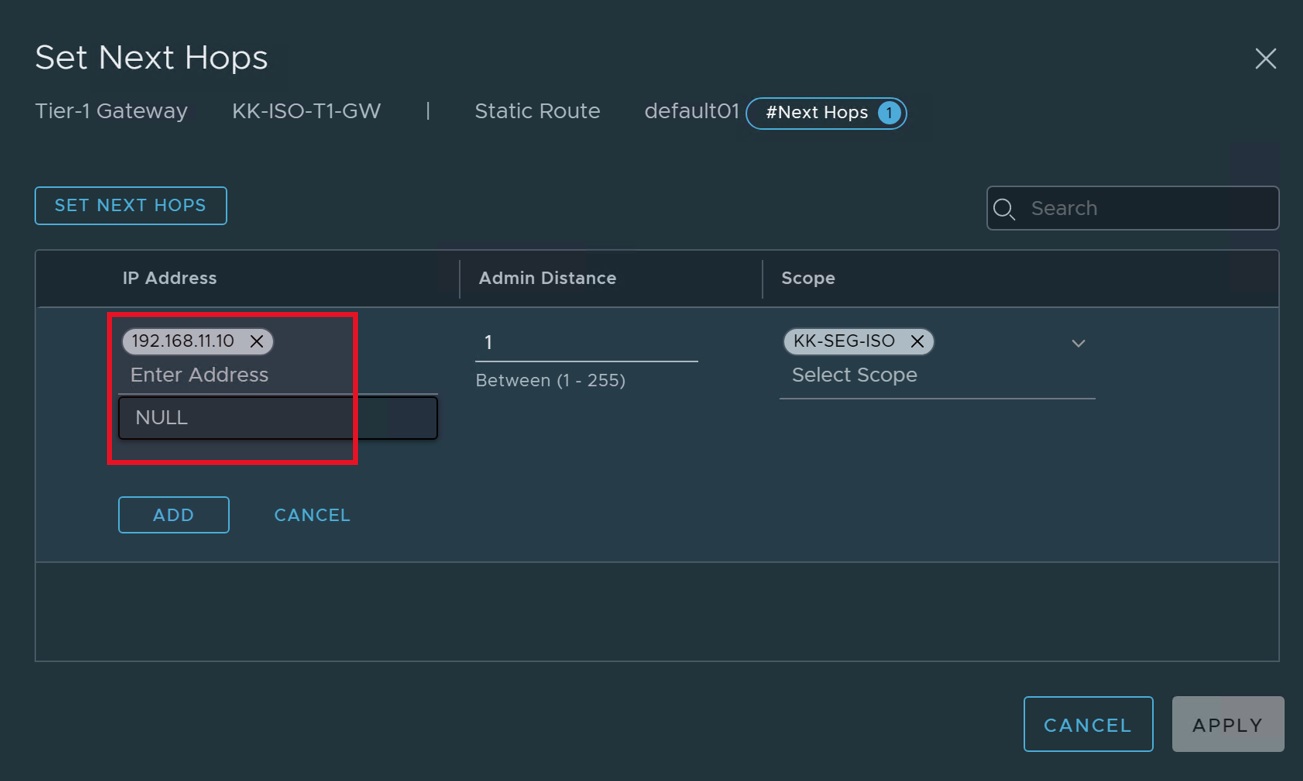 Set Next Hops
Tier-1 Gateway KK-ISO-T1-GW | Static Route default01 #Next Hops 1
SET NEXT HOPS
Search
IP Address Admin Distance Scope
192.168.11.10 1 KK-SEG-ISO
Enter Address Between (1 - 255) Select Scope
NULL
ADD CANCEL
CANCEL APPLY